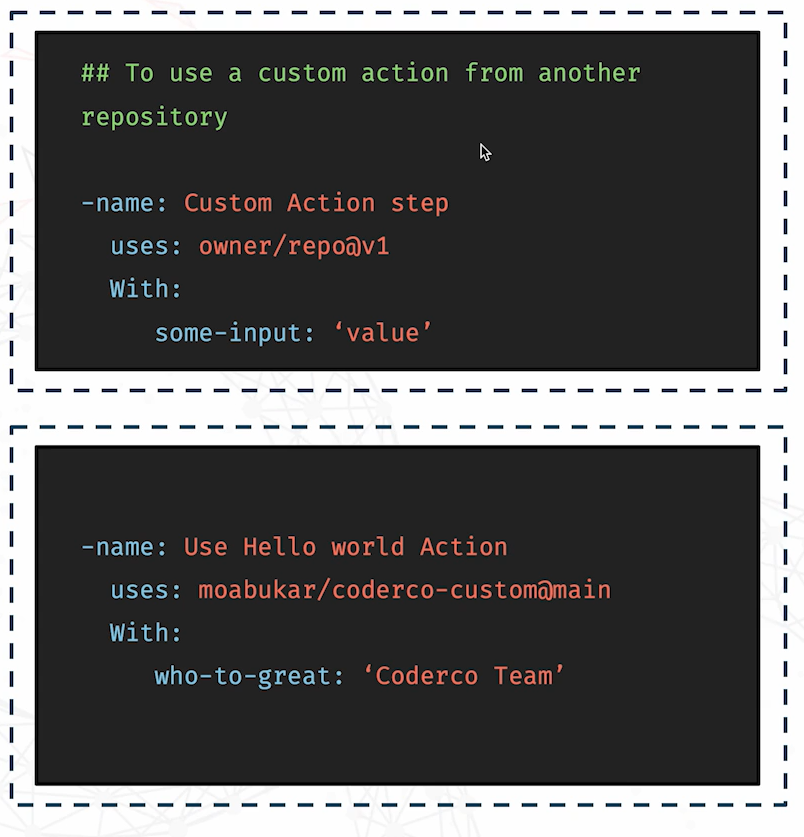 ## To use a custom action from another
repository
-name: Custom Action step
uses: owner/repo@v1
With:
some-input: ‘value’
-name: Use Hello world Action
uses: moabukar/coderco-custom@main
With:
who-to-great: ‘Coderco Team’